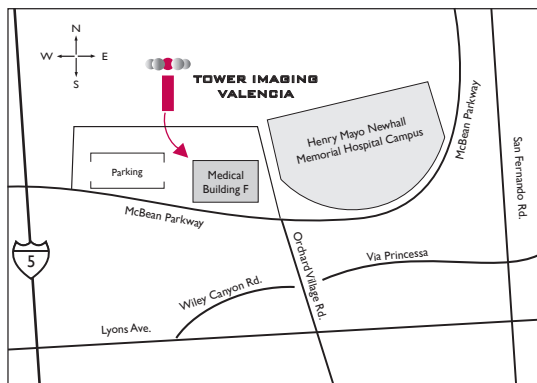 N
W E
S
TOWER IMAGING
VALENCIA
Henry Mayo Newhall
Memorial Hospital Campus
McBean Parkway
San Fernando Rd.
Parking
Medical
Building F
McBean Parkway
Orchard Village Rd.
Via Princessa
5
Wiley Canyon Rd.
Lyons Ave.